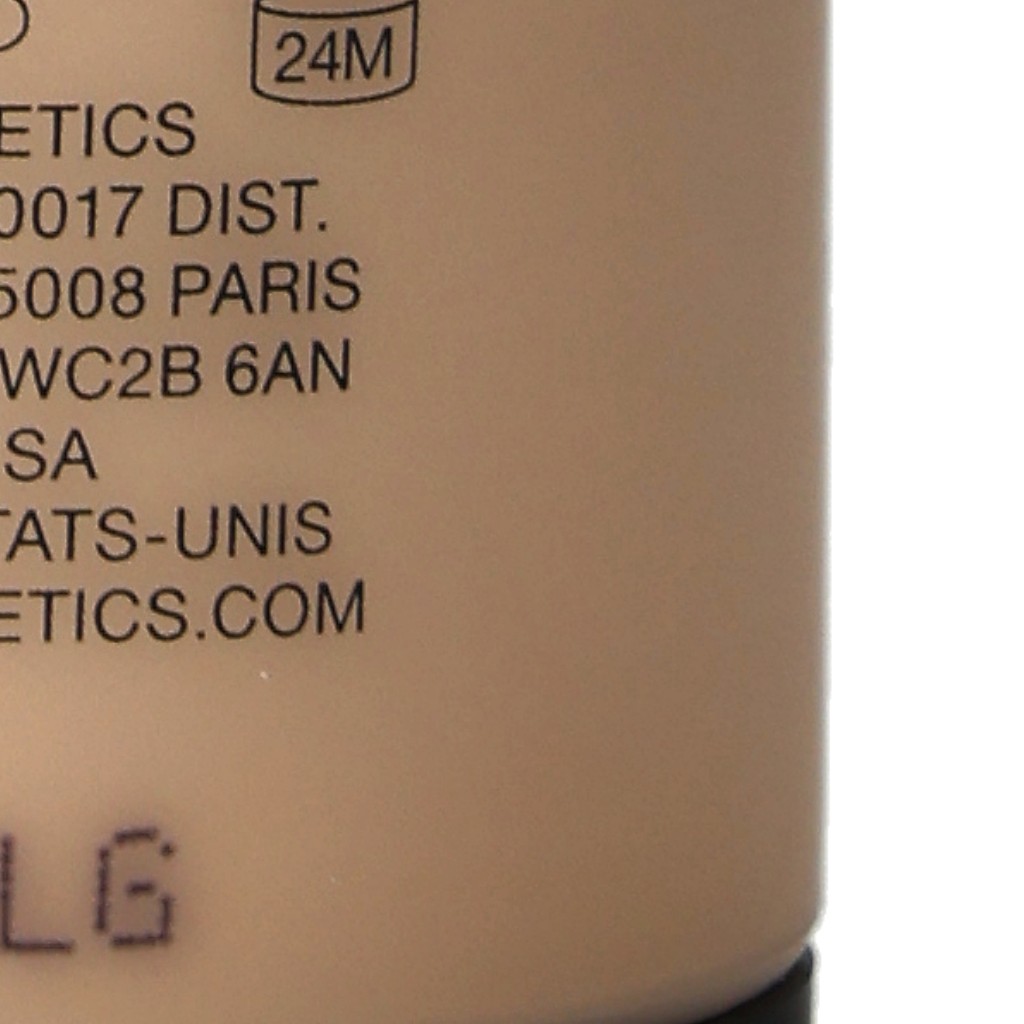 24M
ETICS
0017 DIST.
5008 PARIS
WC2B 6AN
SA
TATS-UNIS
ETICS.COM
LG